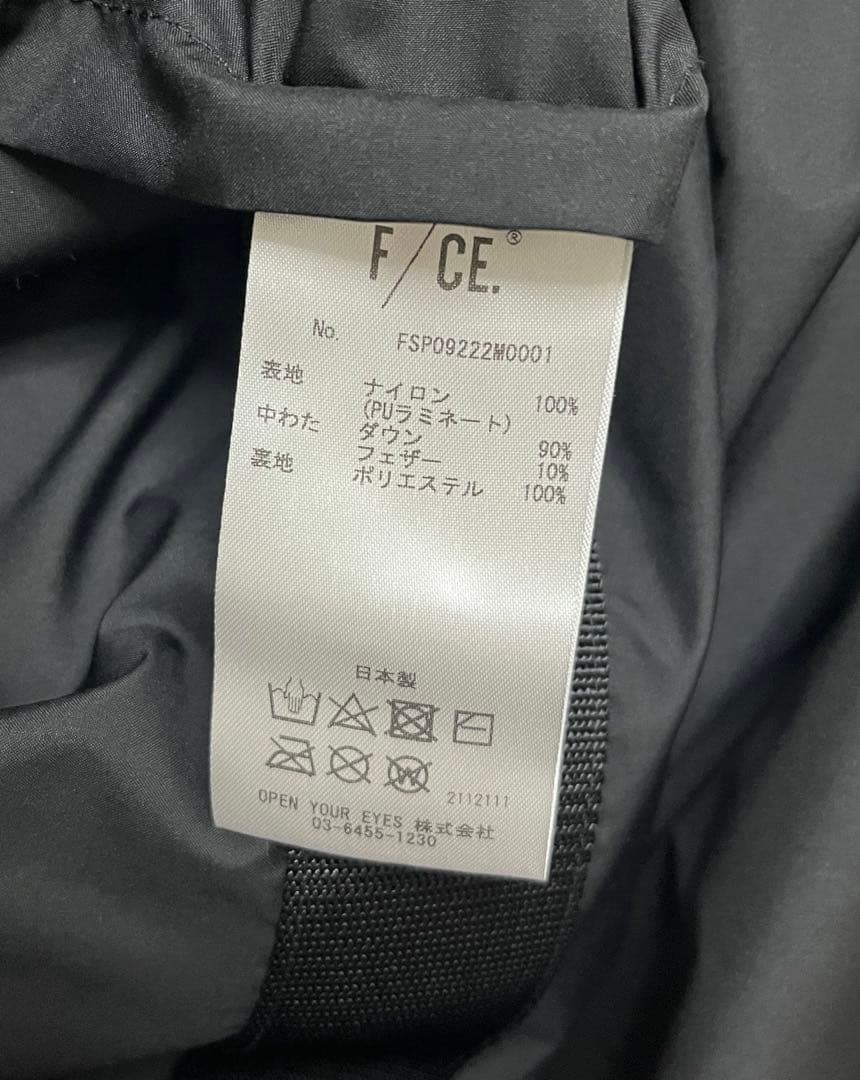 F/CE.®
No. FSP09222M0001
表地 ナイロン 100%
(PUラミネート)
中わた ダウン 90%
フェザー 10%
裏地 ポリエステル 100%
日本製
W
2112111
OPEN YOUR EYES 株式会社
03-6455-1230